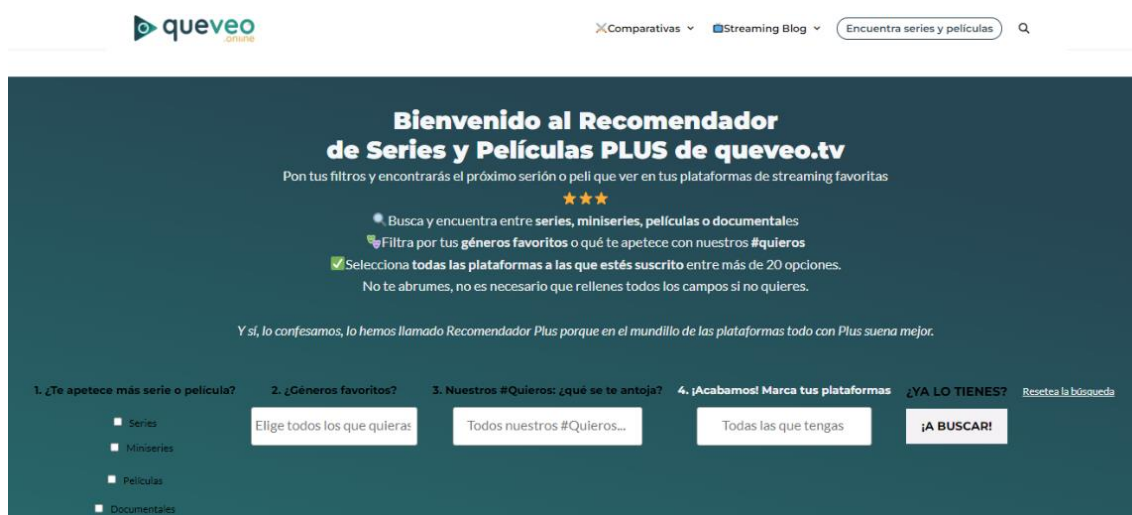 queveo
.online
Comparativas
Streaming Blog
Encuentra series y películas
Bienvenido al Recomendador
de Series y Películas PLUS de queveo.tv
Pon tus filtros y encontrarás el próximo serión o peli que ver en tus plataformas de streaming favoritas
Busca y encuentra entre series, miniseries, películas o documentales
Filtra por tus géneros favoritos o qué te apetece con nuestros #quieros
Selecciona todas las plataformas a las que estés suscrito entre más de 20 opciones.
No te abrumes, no es necesario que rellenes todos los campos si no quieres.
Y sí, lo confesamos, lo hemos llamado Recomendador Plus porque en el mundillo de las plataformas todo con Plus suena mejor.
1. ¿Te apetece más serie o película?
Series
Miniseries
Películas
Documentales
2. ¿Géneros favoritos?
Elige todos los que quieras
3. Nuestros #Quieros: ¿qué se te antoja?
Todos nuestros #Quieros...
4. ¡Acabamos! Marca tus plataformas
Todas las que tengas
¿YA LO TIENES?
¡A BUSCAR!
Resetea la búsqueda